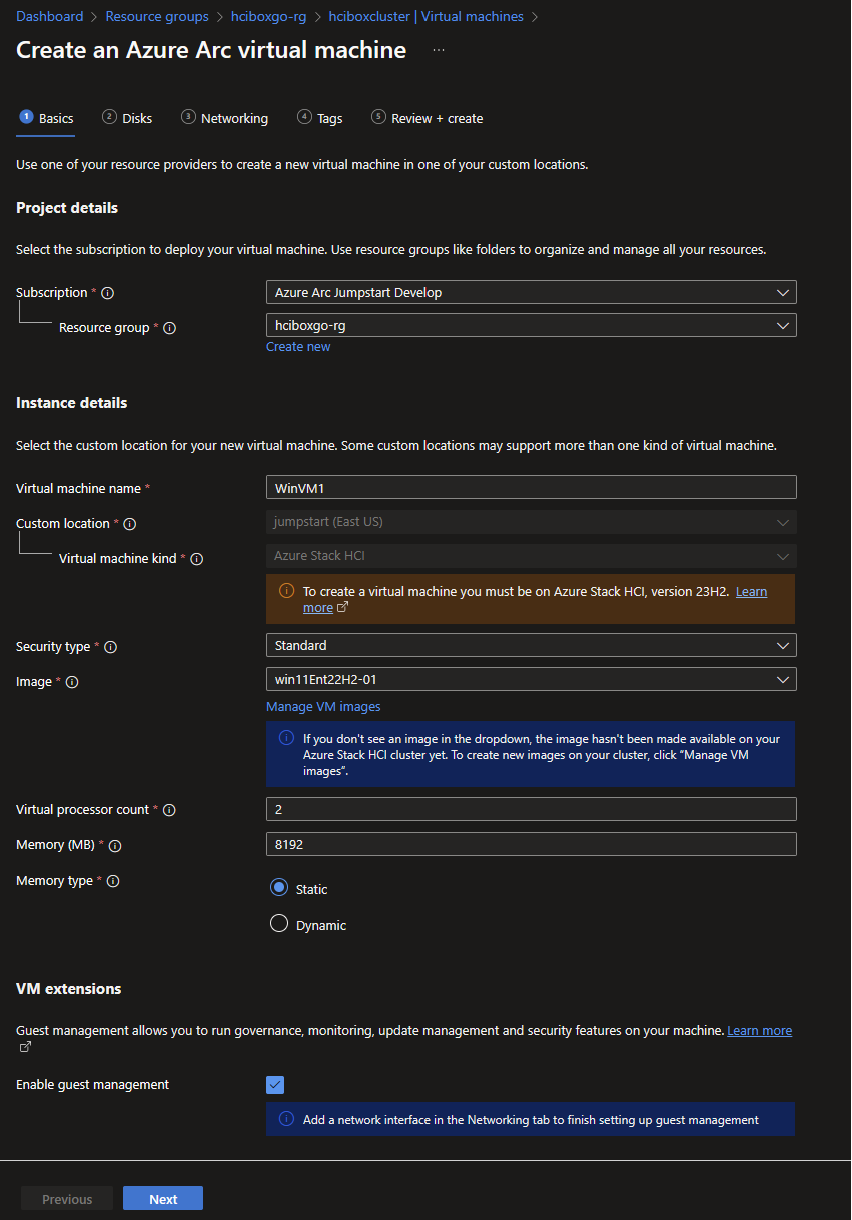 Dashboard > Resource groups > hciboxgo-rg > hciboxcluster | Virtual machines >
Create an Azure Arc virtual machine ...
1 Basics 2 Disks 3 Networking 4 Tags 5 Review + create
Use one of your resource providers to create a new virtual machine in one of your custom locations.
Project details
Select the subscription to deploy your virtual machine. Use resource groups like folders to organize and manage all your resources.
Subscription * Azure Arc Jumpstart Develop
Resource group * hciboxgo-rg
Create new
Instance details
Select the custom location for your new virtual machine. Some custom locations may support more than one kind of virtual machine.
Virtual machine name * WinVM1
Custom location * jumpstart (East US)
Virtual machine kind * Azure Stack HCI
To create a virtual machine you must be on Azure Stack HCI, version 23H2. Learn
more
Security type * Standard
Image * win11Ent22H2-01
Manage VM images
If you don't see an image in the dropdown, the image hasn't been made available on your
Azure Stack HCI cluster yet. To create new images on your cluster, click "Manage VM
images".
Virtual processor count * 2
Memory (MB) * 8192
Memory type * Static
Dynamic
VM extensions
Guest management allows you to run governance, monitoring, update management and security features on your machine. Learn more
Enable guest management
Add a network interface in the Networking tab to finish setting up guest management
Previous Next